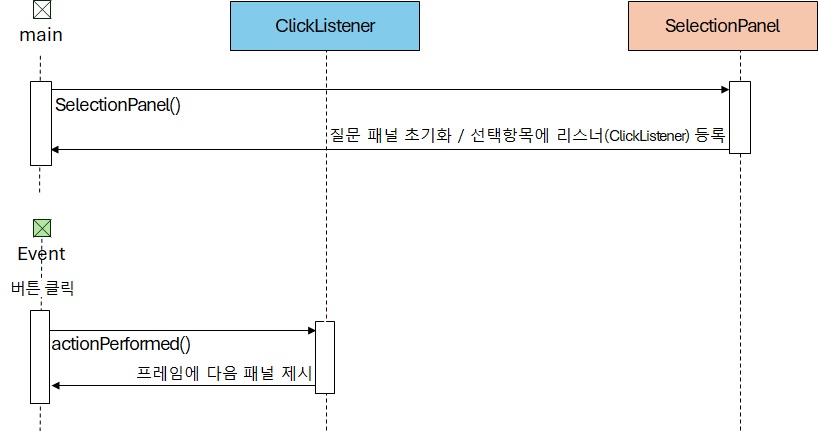 main
ClickListener
SelectionPanel
SelectionPanel()
질문 패널 초기화 / 선택항목에 리스너(ClickListener) 등록
Event
버튼 클릭
actionPerformed()
프레임에 다음 패널 제시